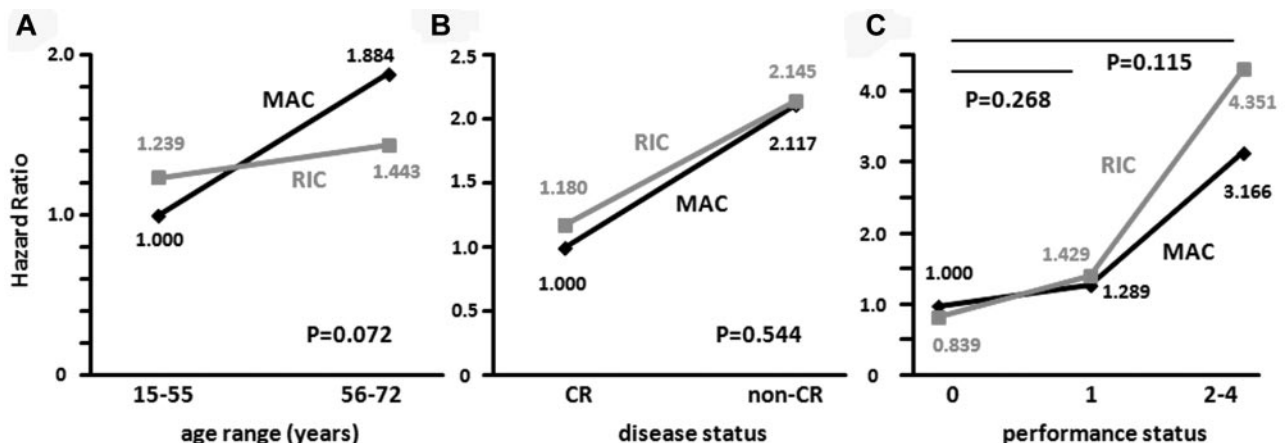 A
B
C
Hazard Ratio
2.0
1.0
0
1.884
MAC
1.239
RIC
1.443
1.000
P=0.072
15-55
56-72
age range (years)
2.5
2.0
1.5
1.0
0.5
0
2.145
RIC
2.117
1.180
MAC
1.000
P=0.544
CR
non-CR
disease status
4.0
3.0
2.0
1.0
0
P=0.115
P=0.268
4.351
RIC
3.166
MAC
1.429
1.000
1.289
0.839
0
1
2-4
performance status